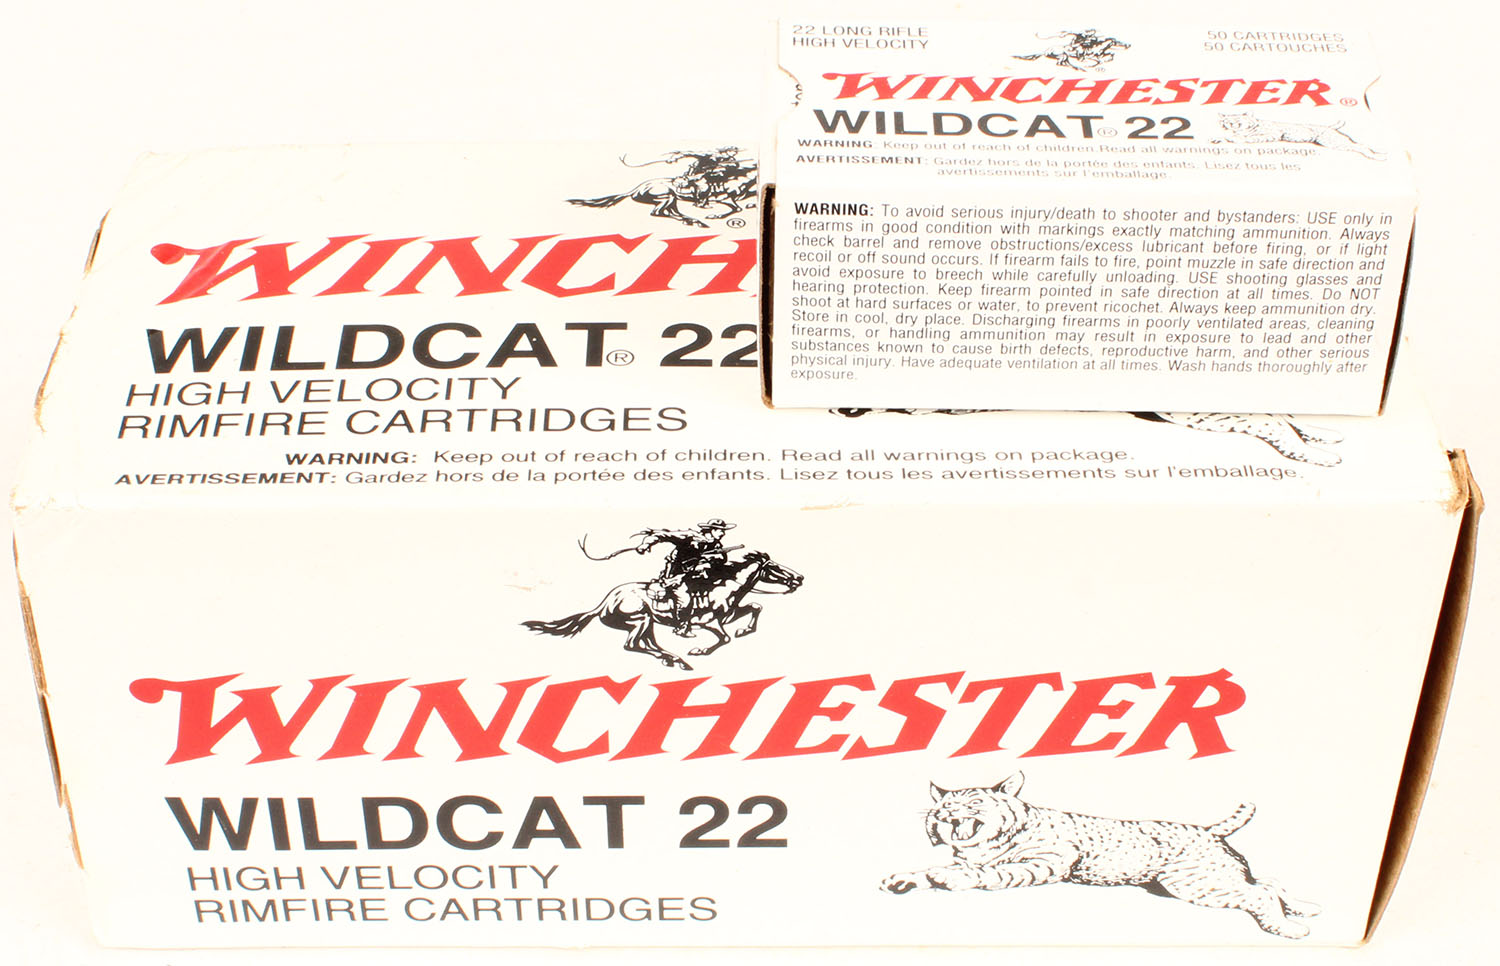 22 LONG RIFLE
HIGH VELOCITY
50 CARTRIDGES
50 CARTOUCHES
WINCHESTER®
WILDCAT® 22
WARNING: Keep out of reach of children. Read all warnings on package.
AVERTISSEMENT: Gardez hors de la portée des enfants. Lisez tous les
avertissements sur l'emballage.
WARNING: To avoid serious injury/death to shooter and bystanders: USE only in
firearms in good condition with markings exactly matching ammunition. Always
check barrel and remove obstructions/excess lubricant before firing, or if light
recoil or off sound occurs. If firearm fails to fire, point muzzle in safe direction and
avoid exposure to breech while carefully unloading. USE shooting glasses and
hearing protection. Keep firearm pointed in safe direction at all times. Do NOT
shoot at hard surfaces or water, to prevent ricochet. Always keep ammunition dry.
Store in cool, dry place. Discharging firearms in poorly ventilated areas, cleaning
firearms, or handling ammunition may result in exposure to lead and other
substances known to cause birth defects, reproductive harm, and other serious
physical injury. Have adequate ventilation at all times. Wash hands thoroughly after
exposure.
®
WINCH
WILDCAT® 22
HIGH VELOCITY
RIMFIRE CARTRIDGES
WARNING: Keep out of reach of children. Read all warnings on package.
AVERTISSEMENT: Gardez hors de la portée des enfants. Lisez tous les avertissements sur l'emballage.
WINCHESTER
WILDCAT 22
HIGH VELOCITY
RIMFIRE CARTRIDGES